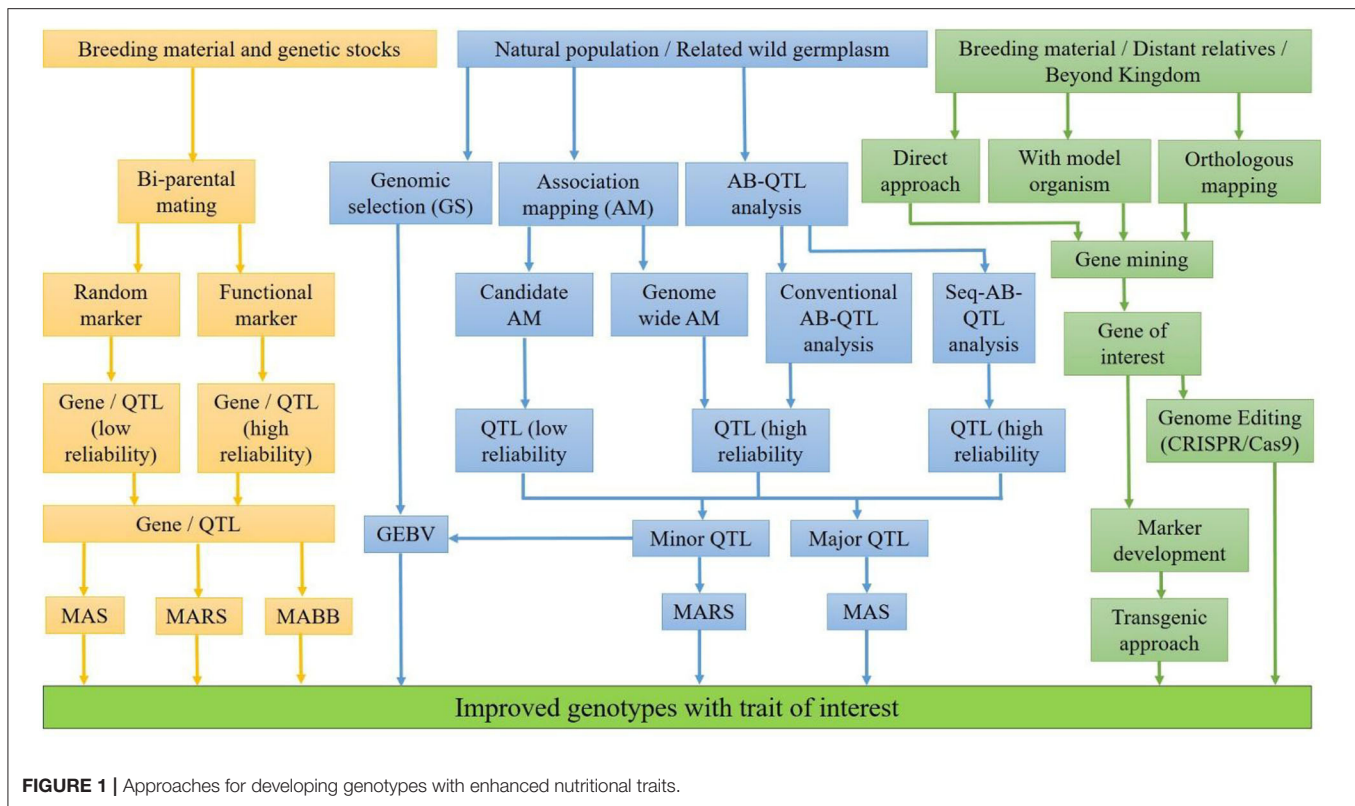 Breeding material and genetic stocks
Natural population / Related wild germplasm
Breeding material / Distant relatives /
Beyond Kingdom
Bi-parental
mating
Genomic
selection (GS)
Association
mapping (AM)
AB-QTL
analysis
Direct
approach
With model
organism
Orthologous
mapping
Gene mining
Random
marker
Functional
marker
Candidate
AM
Genome
wide AM
Conventional
AB-QTL
analysis
Seq-AB-
QTL
analysis
Gene of
interest
Gene / QTL
(low
reliability)
Gene / QTL
(high
reliability)
QTL (low
reliability)
QTL (high
reliability)
QTL (high
reliability)
Genome Editing
(CRISPR/Cas9)
Gene / QTL
GEBV
Minor QTL
Major QTL
Marker
development
MAS
MARS
MABB
MARS
MAS
Transgenic
approach
Improved genotypes with trait of interest
FIGURE 1 | Approaches for developing genotypes with enhanced nutritional traits.